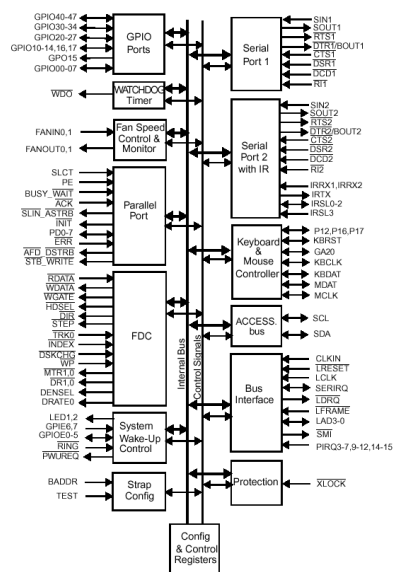 GPIO40-47
GPIO30-34
GPIO20-27
GPIO10-14,16,17
GPO15
GPIO00-07
GPIO
Ports
WDO
WATCHDOG
Timer
FANIN0,1
FANOUT0,1
Fan Speed
Control &
Monitor
SLCT
PE
BUSY_WAIT
ACK
SLIN_ASTRB
INIT
PD0-7
ERR
AFD_DSTRB
STB_WRITE
Parallel
Port
RDATA
WDATA
WGATE
HDSEL
DIR
STEP
TRK0
INDEX
DSKCHG
WP
MTR1,0
DR1,0
DENSEL
DRATE0
FDC
LED1,2
GPIE6,7
GPIOE0-5
RING
PWUREQ
System
Wake-Up
Control
BADDR
TEST
Strap
Config
Internal Bus
Control Signals
Config
& Control
Registers
Serial
Port 1
SIN1
SOUT1
RTS1
DTR1/BOUT1
CTS1
DSR1
DCD1
RI1
Serial
Port 2
with IR
SIN2
SOUT2
RTS2
DTR2/BOUT2
CTS2
DSR2
DCD2
RI2
IRRX1,IRRX2
IRTX
IRSL0-2
IRSL3
Keyboard
&
Mouse
Controller
P12,P16,P17
KBRST
GA20
KBCLK
KBDAT
MDAT
MCLK
ACCESS.
bus
SCL
SDA
Bus
Interface
CLKIN
LRESET
LCLK
SERIRQ
LDRQ
LFRAME
LAD3-0
SMI
PIRQ3-7,9-12,14-15
Protection
XLOCK